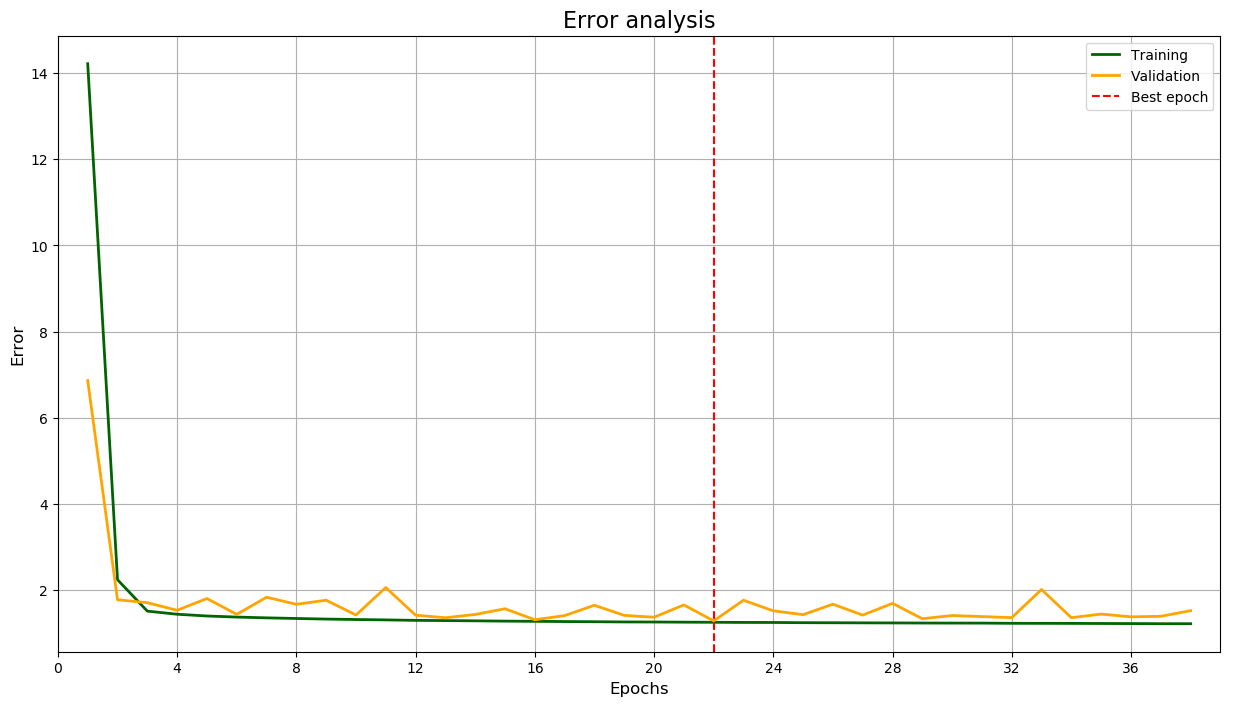 Error analysis
Training
Validation
Best epoch
14
12
10
8
6
4
2
Error
0 4 8 12 16 20 24 28 32 36
Epochs